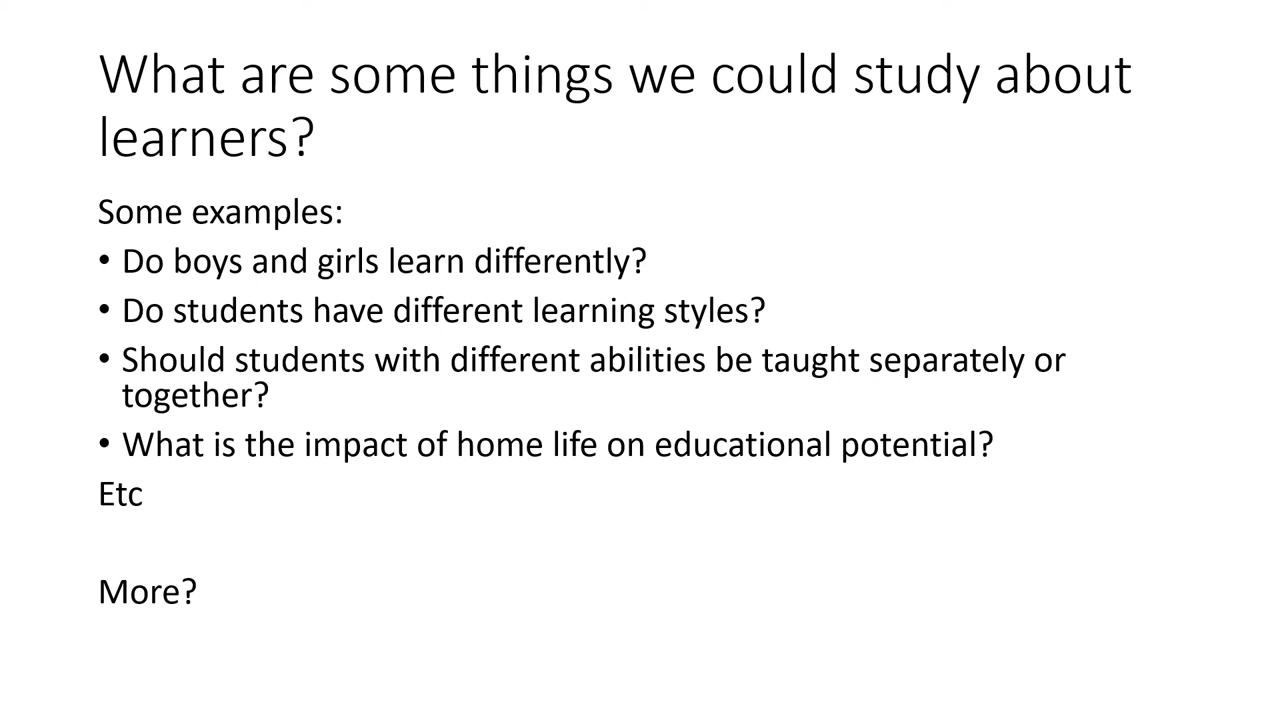 What are some things we could study about
learners?
Some examples:
• Do boys and girls learn differently?
• Do students have different learning styles?
• Should students with different abilities be taught separately or
together?
• What is the impact of home life on educational potential?
Etc
More?